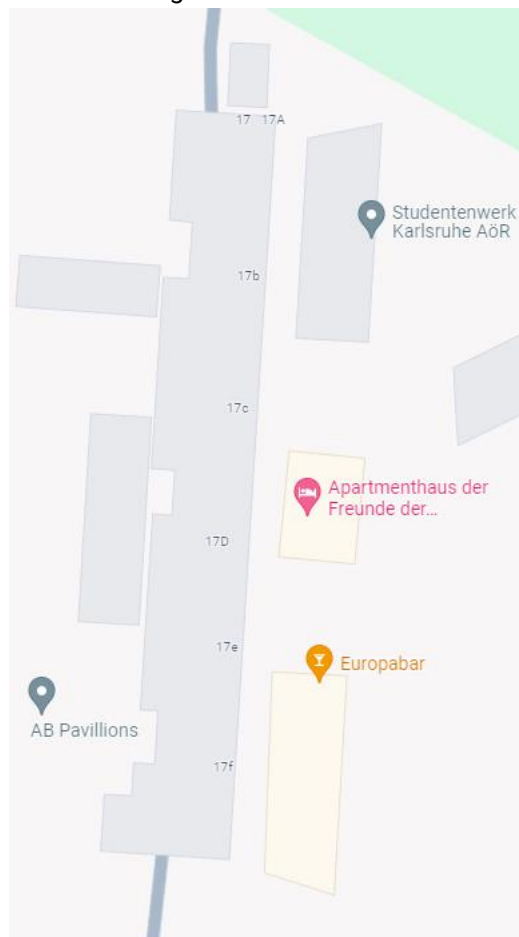 17 17A
Studentenwerk
Karlsruhe AöR
17b
17c
Apartmenthaus der
Freunde der...
17D
17e
Europabar
AB Pavillions
17f